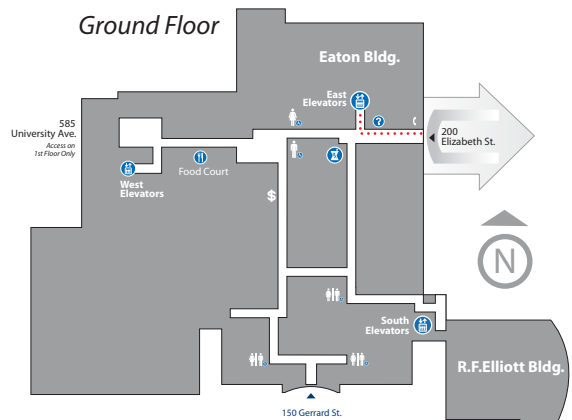 Ground Floor
Eaton Bldg.
East
Elevators
?
585
University Ave.
Access on
1st Floor Only
200
Elizabeth St.
West
Elevators
Food Court
$
N
South
Elevators
R.F.Elliott Bldg.
150 Gerrard St.